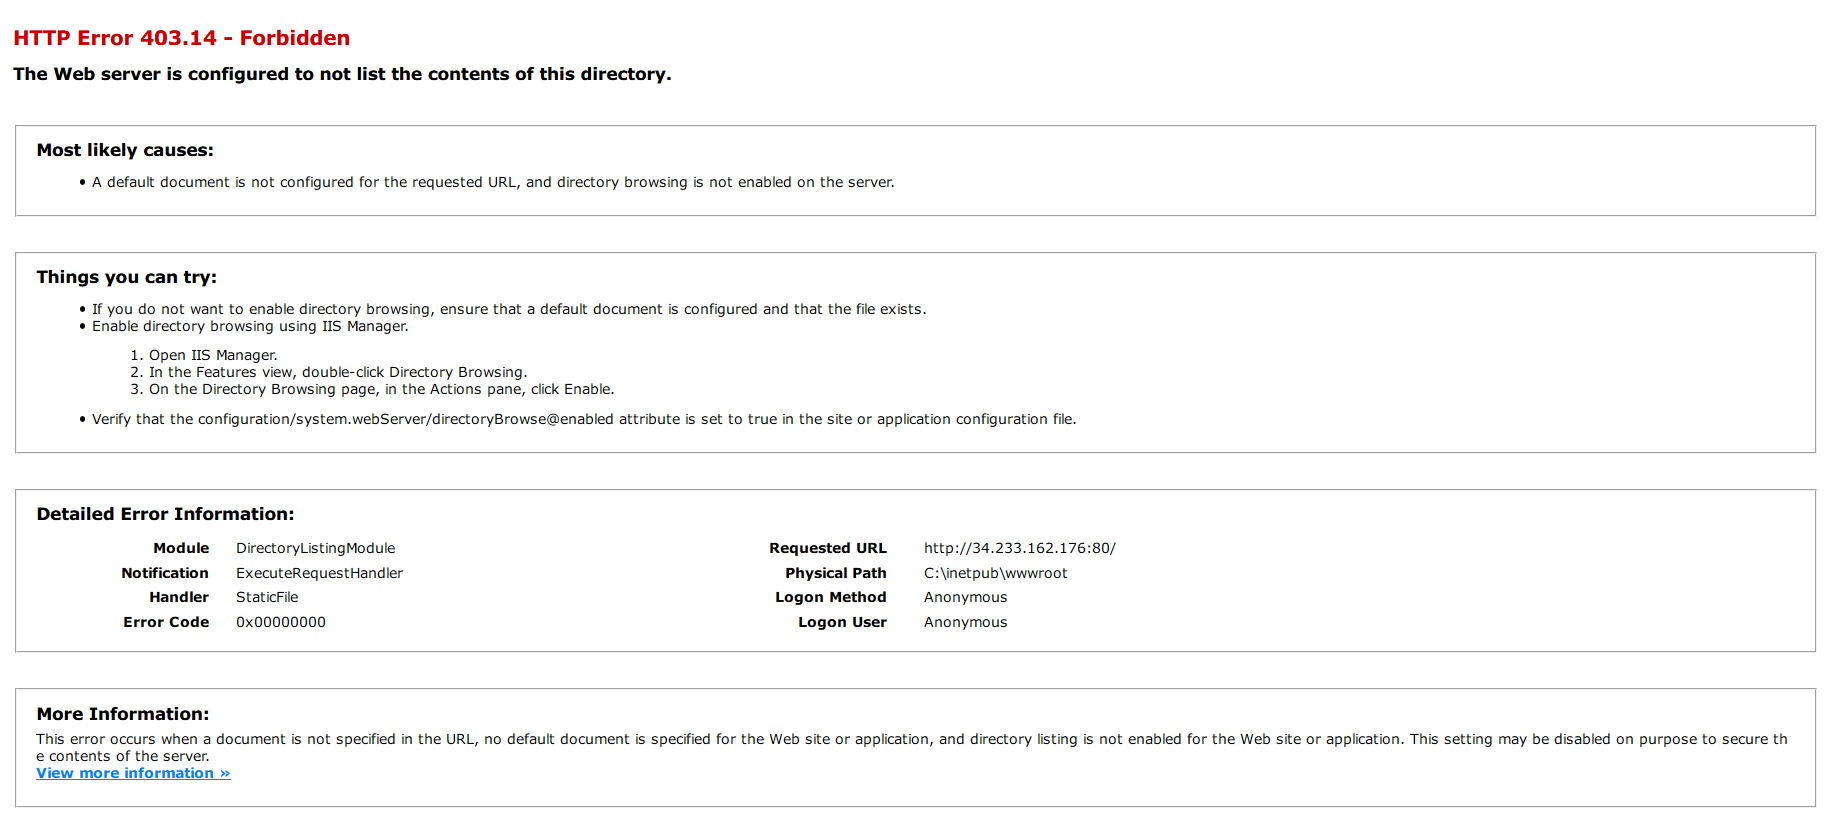 HTTP Error 403.14 - Forbidden
The Web server is configured to not list the contents of this directory.
Most likely causes:
• A default document is not configured for the requested URL, and directory browsing is not enabled on the server.
Things you can try:
• If you do not want to enable directory browsing, ensure that a default document is configured and that the file exists.
• Enable directory browsing using IIS Manager.
1. Open IIS Manager.
2. In the Features view, double-click Directory Browsing.
3. On the Directory Browsing page, in the Actions pane, click Enable.
• Verify that the configuration/system.webServer/directoryBrowse@enabled attribute is set to true in the site or application configuration file.
Detailed Error Information:
Module DirectoryListingModule
Notification ExecuteRequestHandler
Handler StaticFile
Error Code 0x00000000
Requested URL http://34.233.162.176:80/
Physical Path C:\inetpub\wwwroot
Logon Method Anonymous
Logon User Anonymous
More Information:
This error occurs when a document is not specified in the URL, no default document is specified for the Web site or application, and directory listing is not enabled for the Web site or application. This setting may be disabled on purpose to secure th
e contents of the server.
View more information »